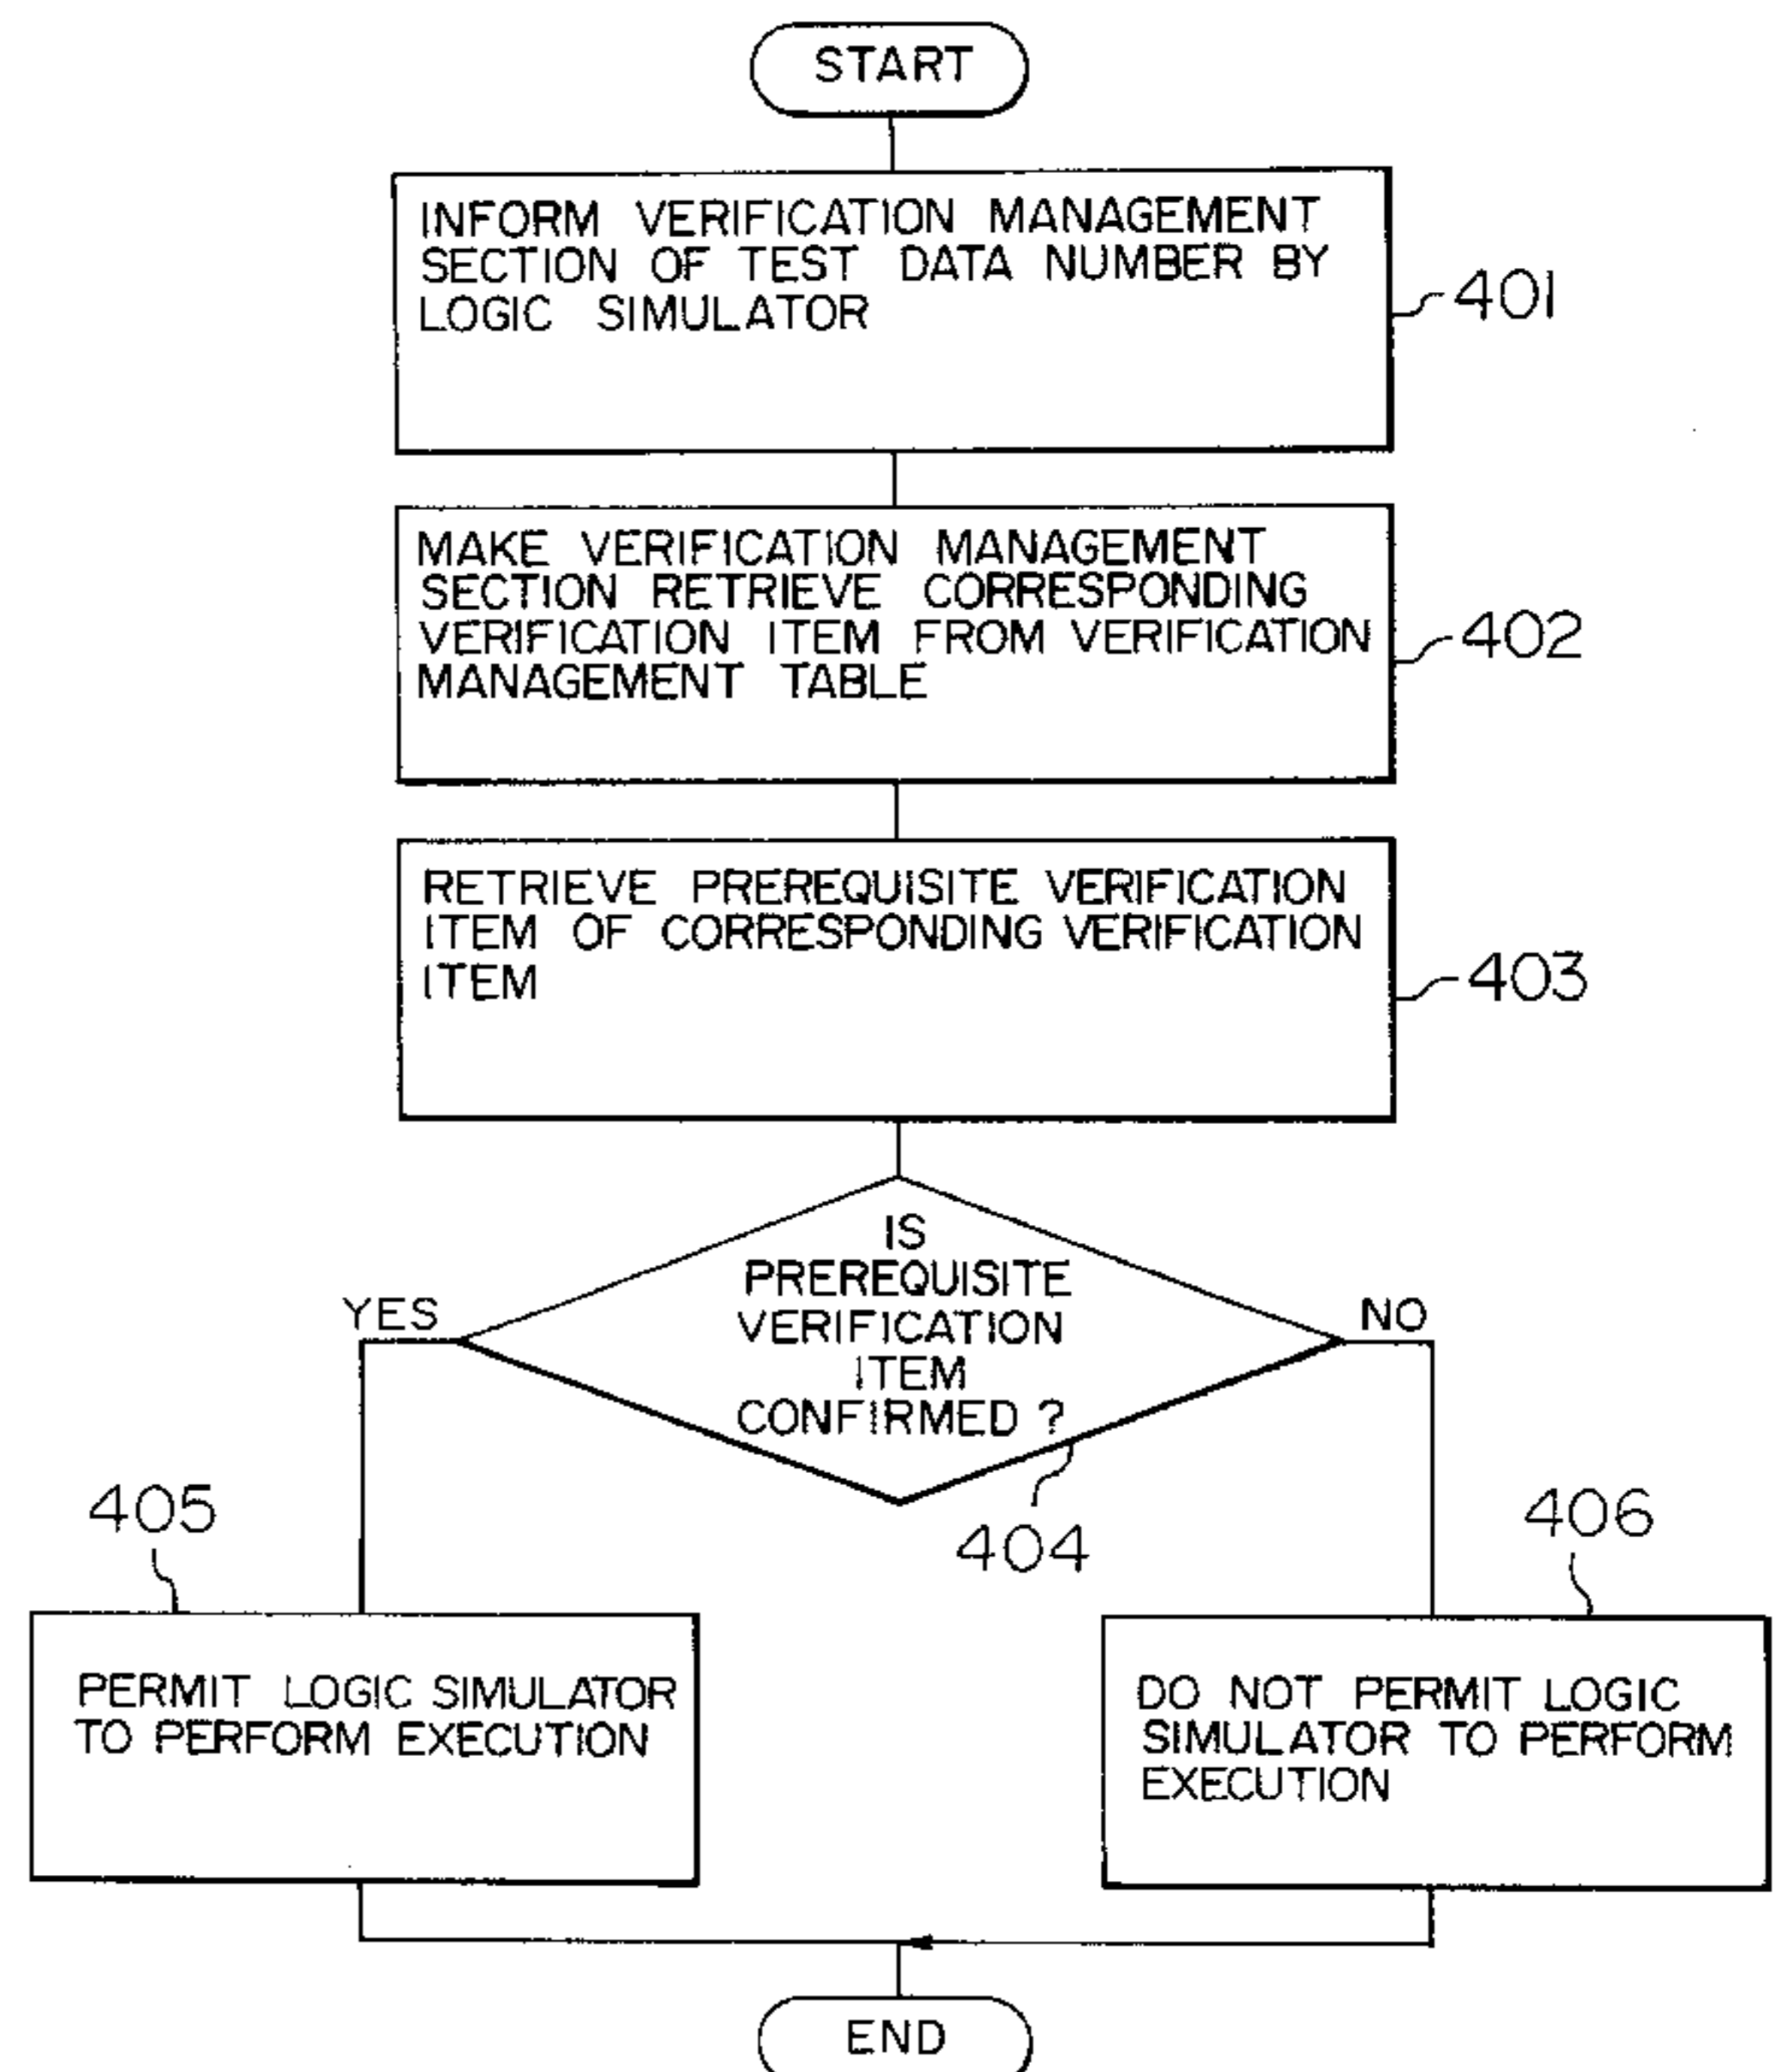 START
INFORM VERIFICATION MANAGEMENT
SECTION OF TEST DATA NUMBER BY
LOGIC SIMULATOR
401
MAKE VERIFICATION MANAGEMENT
SECTION RETRIEVE CORRESPONDING
VERIFICATION ITEM FROM VERIFICATION
MANAGEMENT TABLE
402
RETRIEVE PREREQUISITE VERIFICATION
ITEM OF CORRESPONDING VERIFICATION
ITEM
403
IS
PREREQUISITE
VERIFICATION
ITEM
CONFIRMED ?
YES
NO
404
405
406
PERMIT LOGIC SIMULATOR
TO PERFORM EXECUTION
DO NOT PERMIT LOGIC
SIMULATOR TO PERFORM
EXECUTION
END